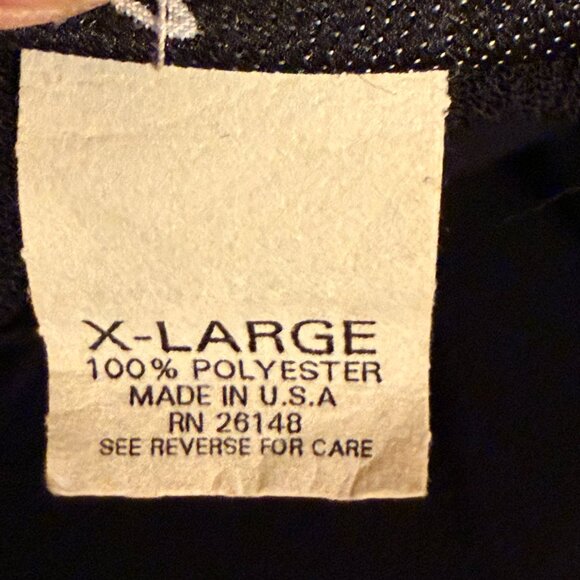 X-LARGE
100% POLYESTER
MADE IN U.S.A
RN 26148
SEE REVERSE FOR CARE